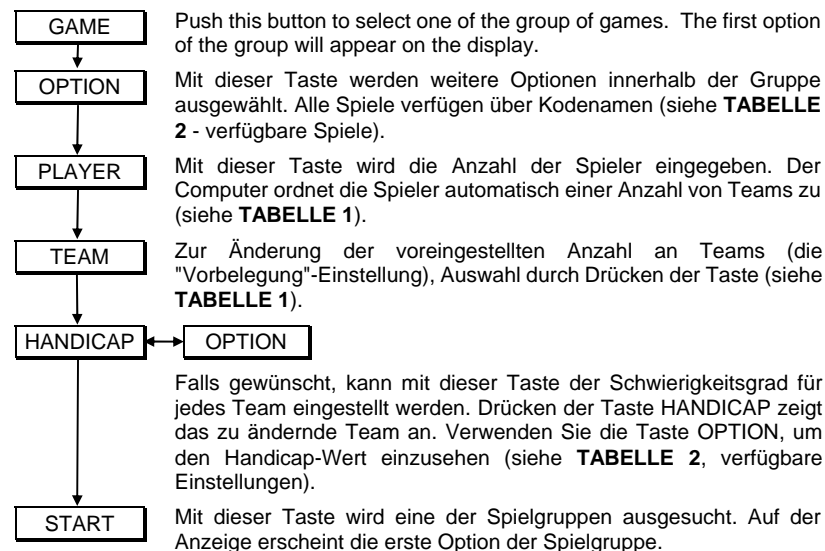 GAME
Push this button to select one of the group of games. The first option
of the group will appear on the display.
OPTION
Mit dieser Taste werden weitere Optionen innerhalb der Gruppe
ausgewählt. Alle Spiele verfügen über Kodenamen (siehe TABELLE
2 - verfügbare Spiele).
PLAYER
Mit dieser Taste wird die Anzahl der Spieler eingegeben. Der
Computer ordnet die Spieler automatisch einer Anzahl von Teams zu
(siehe TABELLE 1).
TEAM
Zur Änderung der voreingestellten Anzahl an Teams (die
"Vorbelegung"-Einstellung), Auswahl durch Drücken der Taste (siehe
TABELLE 1).
HANDICAP OPTION
Falls gewünscht, kann mit dieser Taste der Schwierigkeitsgrad für
jedes Team eingestellt werden. Drücken der Taste HANDICAP zeigt
das zu ändernde Team an. Verwenden Sie die Taste OPTION, um
den Handicap-Wert einzusehen (siehe TABELLE 2, verfügbare
Einstellungen).
START
Mit dieser Taste wird eine der Spielgruppen ausgesucht. Auf der
Anzeige erscheint die erste Option der Spielgruppe.